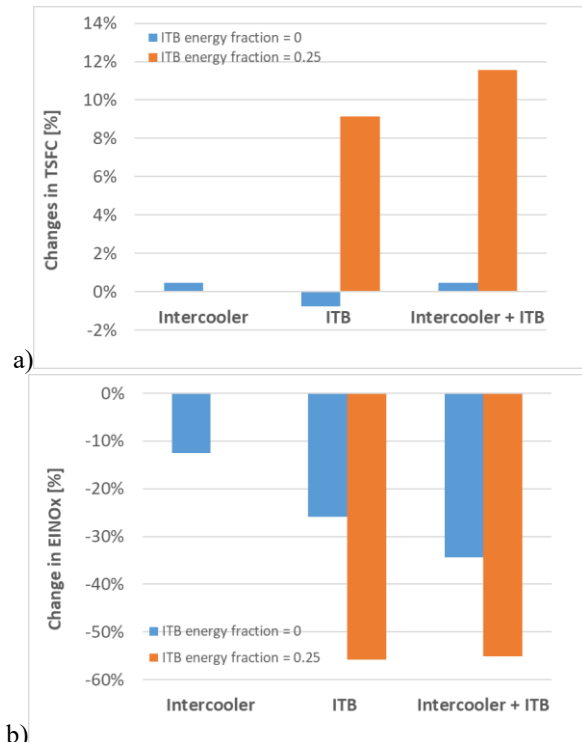 14%
ITB energy fraction = 0
12%
ITB energy fraction = 0.25
10%
8%
6%
4%
2%
0%
-2%
Changes in TSFC [%]
Intercooler
ITB
Intercooler + ITB
a)
0%
-10%
-20%
-30%
-40%
-50%
-60%
Change in EINOx [%]
ITB energy fraction = 0
ITB energy fraction = 0.25
Intercooler
ITB
Intercooler + ITB
b)